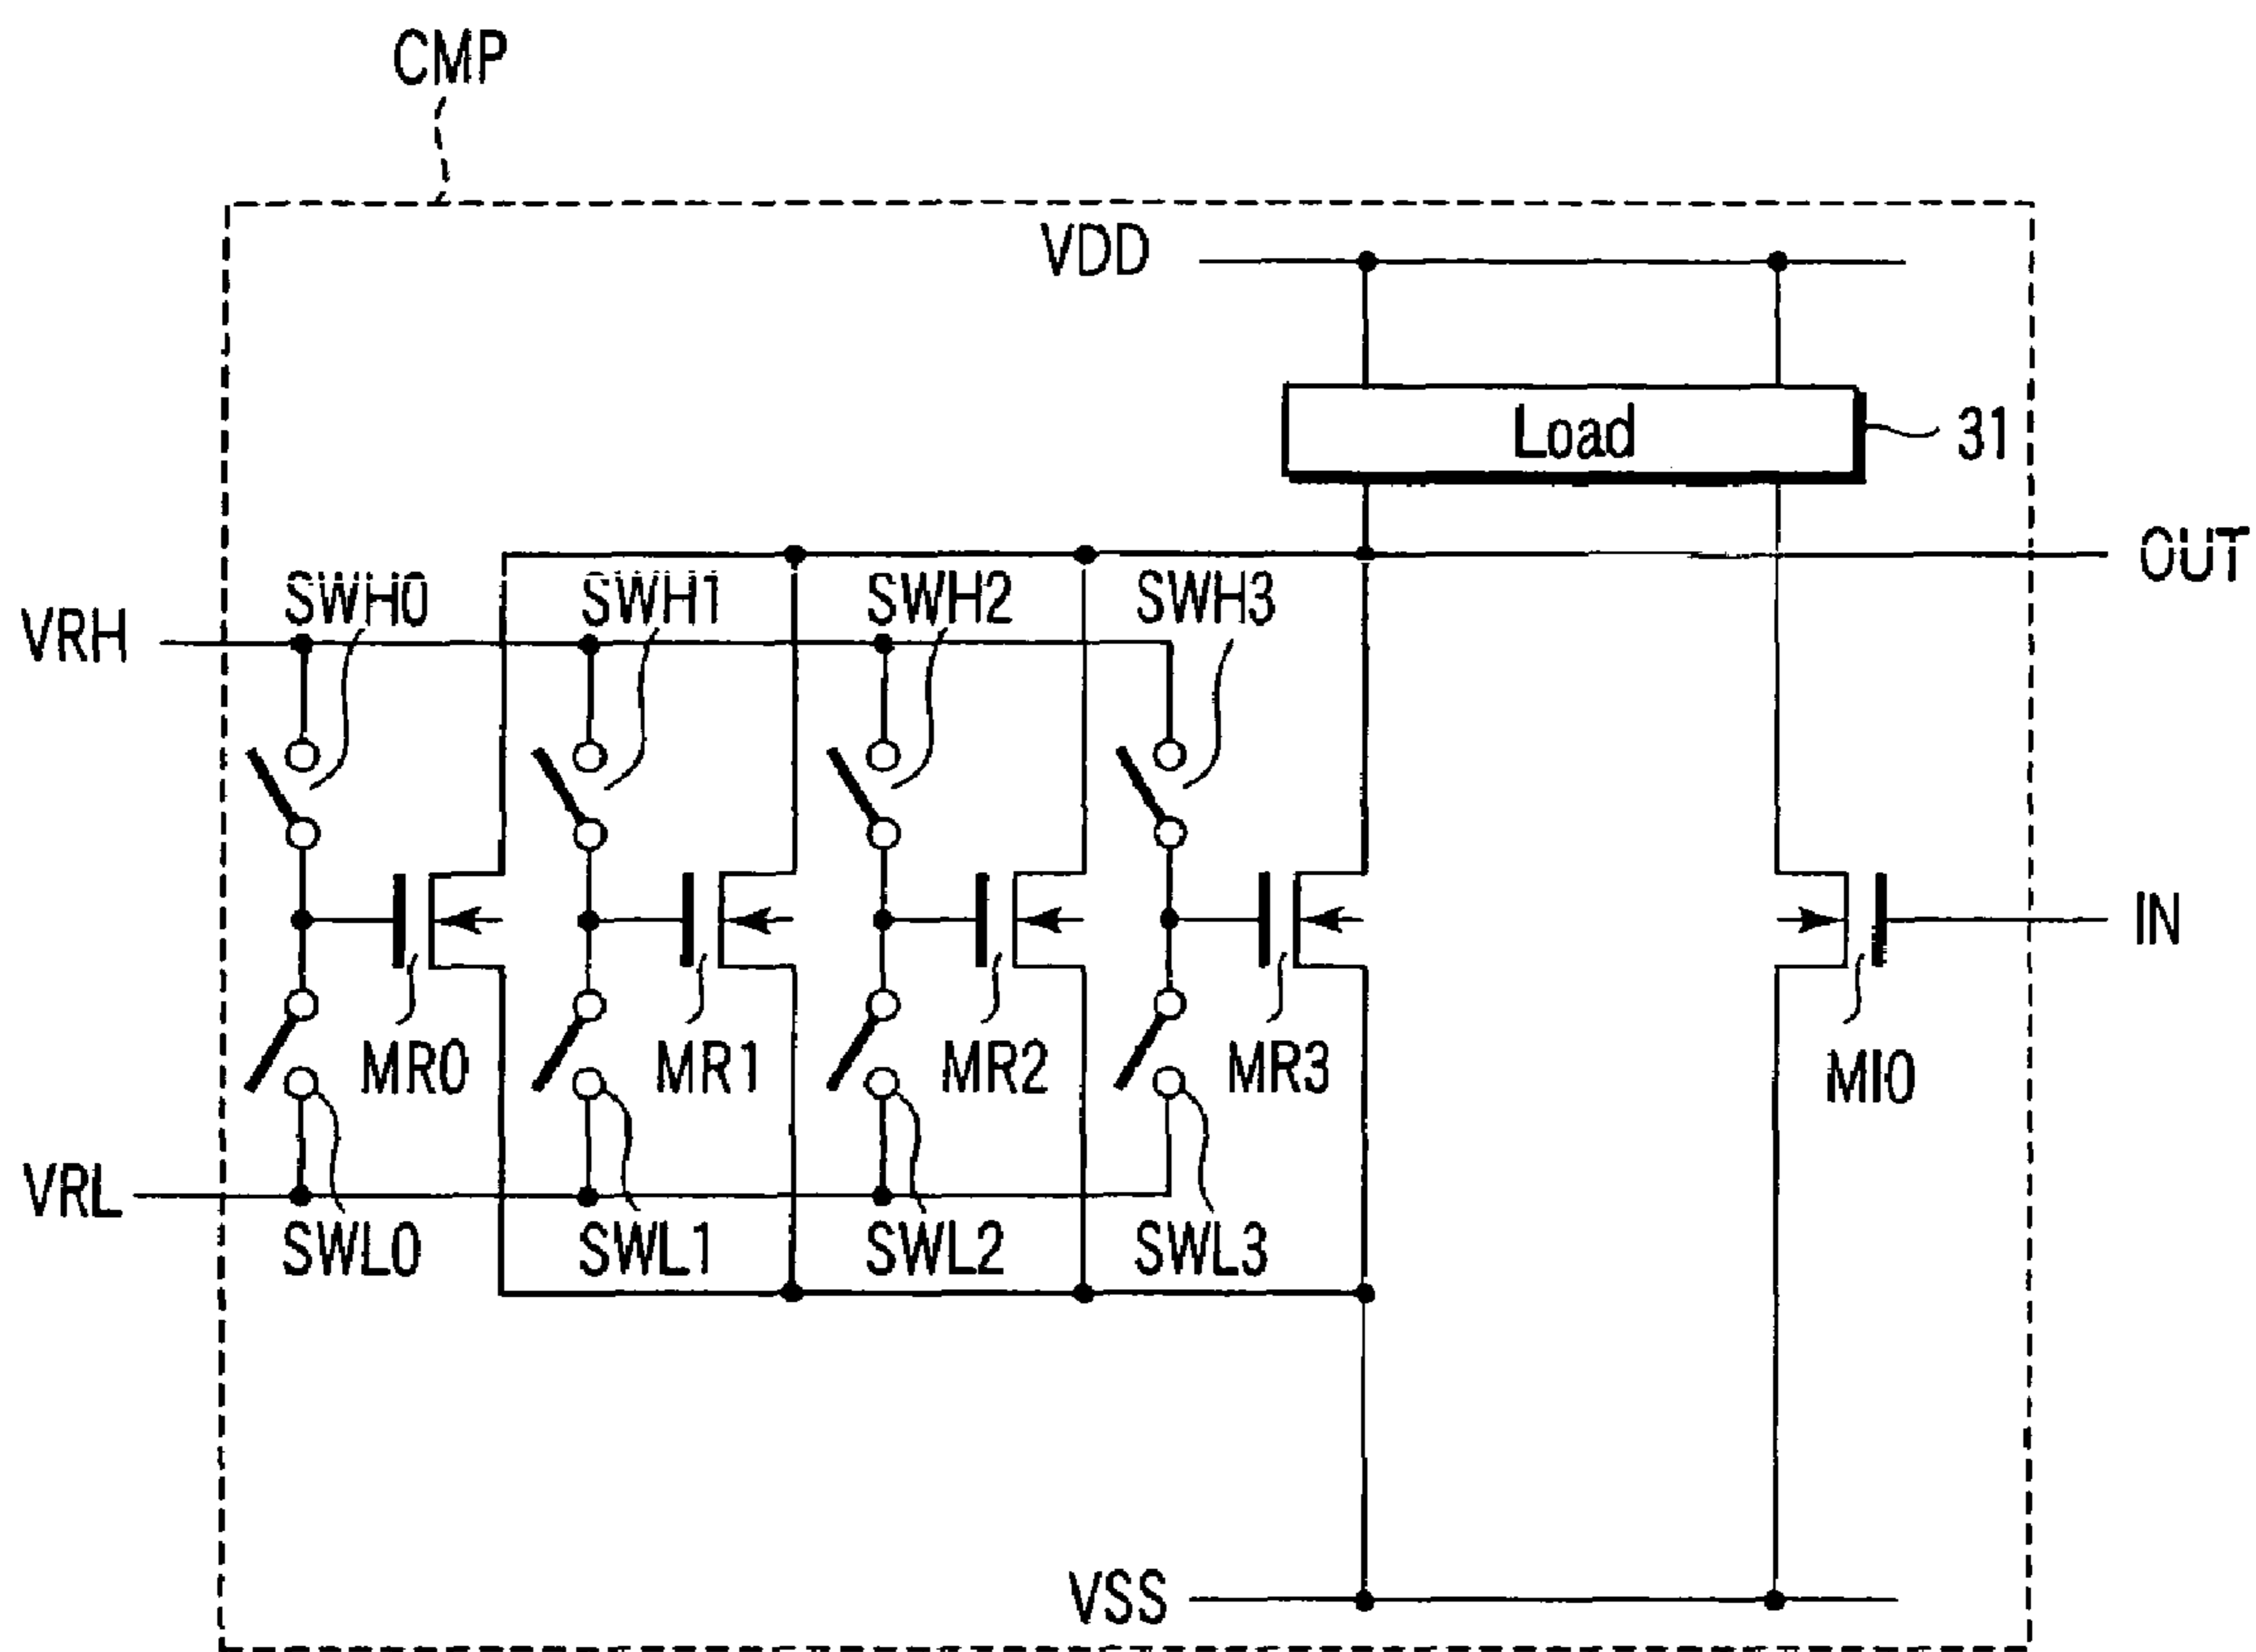 CMP
VDD
Load
31
OUT
SWH0 SWH1 SWH2 SWH3
VRH
IN
MR0 MR1 MR2 MR3 MI0
VRL
SWL0 SWL1 SWL2 SWL3
VSS